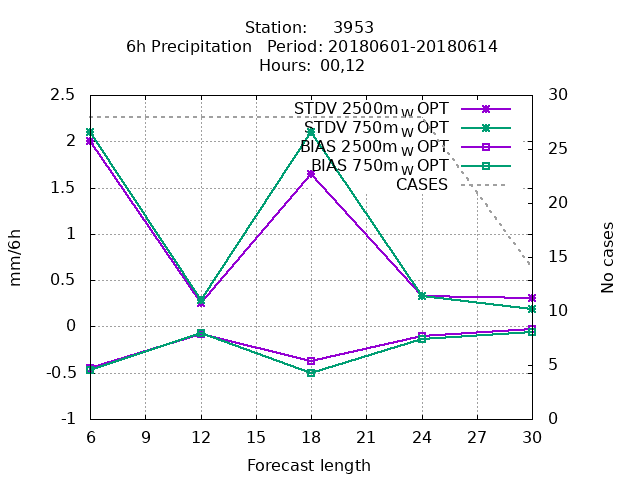 Station: 3953
6h Precipitation Period: 20180601-20180614
Hours: 00,12
2.5
2
1.5
1
0.5
0
-0.5
-1
mm/6h
STDV 2500m W OPT
STDV 750m W OPT
BIAS 2500m W OPT
BIAS 750m W OPT
CASES
30
25
20
15
10
5
0
No cases
6 9 12 15 18 21 24 27 30
Forecast length